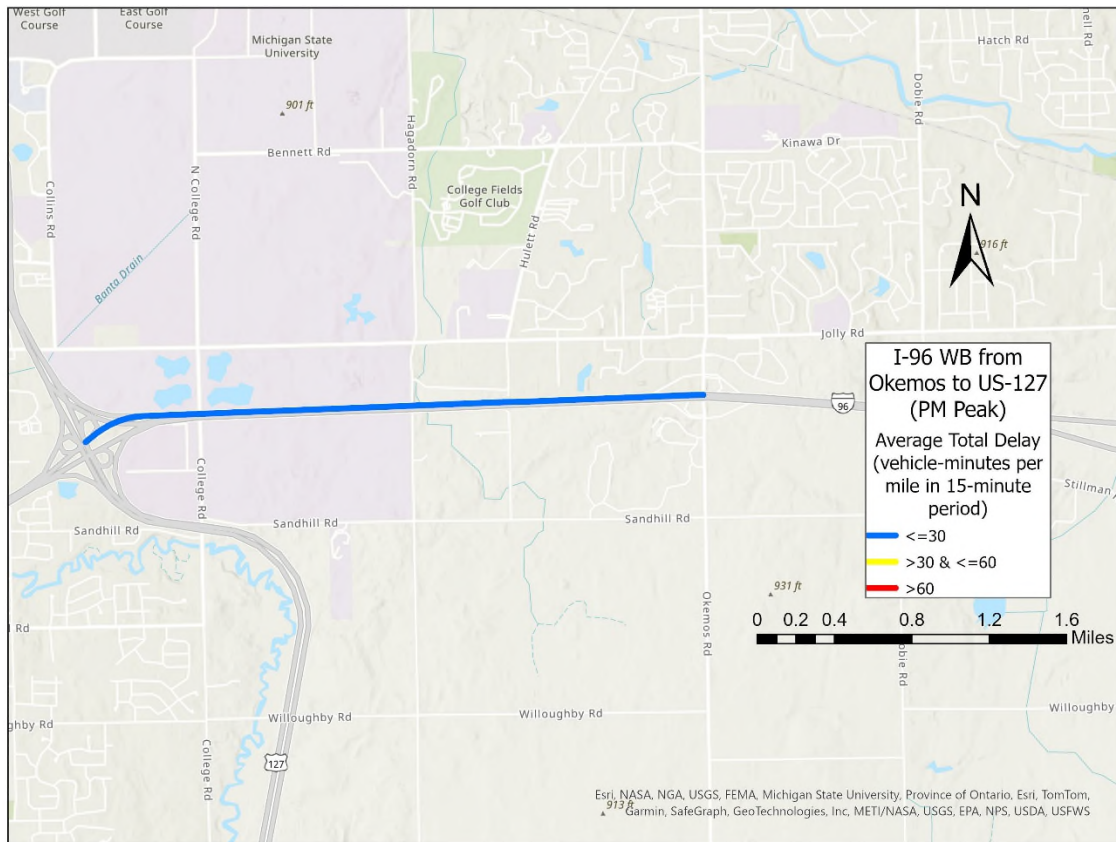 West Golf
Course
East Golf
Course
Michigan State
University
901 ft
Hatch Rd
Dobie Rd
Kinawa Dr
Bennett Rd
Hagadorn Rd
Collins Rd
N College Rd
College Fields
Golf Club
Hulett Rd
N
916 ft
Banta Drain
Jolly Rd
96
I-96 WB from
Okemos to US-127
(PM Peak)
Average Total Delay
(vehicle-minutes per
mile in 15-minute
period)
<=30
>30 & <=60
>60
College Rd
Stillman
Sandhill Rd
Sandhill Rd
Sandhill Rd
931 ft
Okemos Rd
0 0.2 0.4 0.8 1.2 1.6
Miles
Dobie Rd
ghby Rd
Willoughby Rd
Willoughby Rd
Willoughby
College Rd
127
913 ft
Esri, NASA, NGA, USGS, FEMA, Michigan State University, Province of Ontario, Esri, TomTom,
Garmin, SafeGraph, GeoTechnologies, Inc, METI/NASA, USGS, EPA, NPS, USDA, USFWS